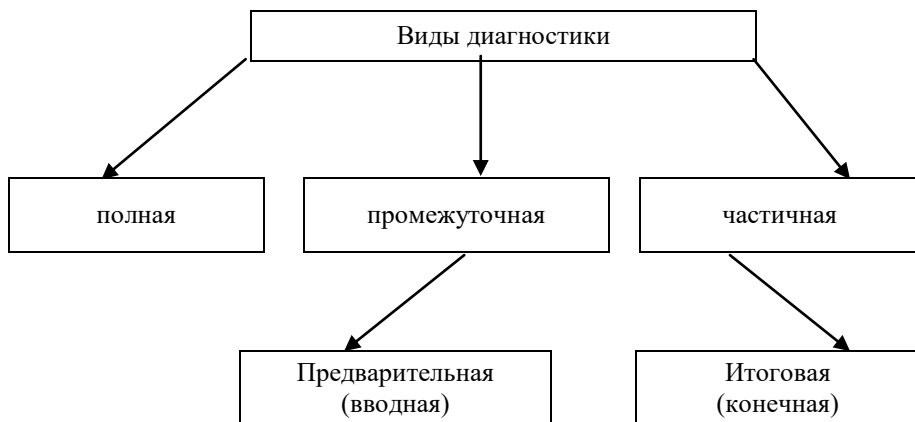 Виды диагностики
полная
промежуточная
частичная
Предварительная
(вводная)
Итоговая
(конечная)